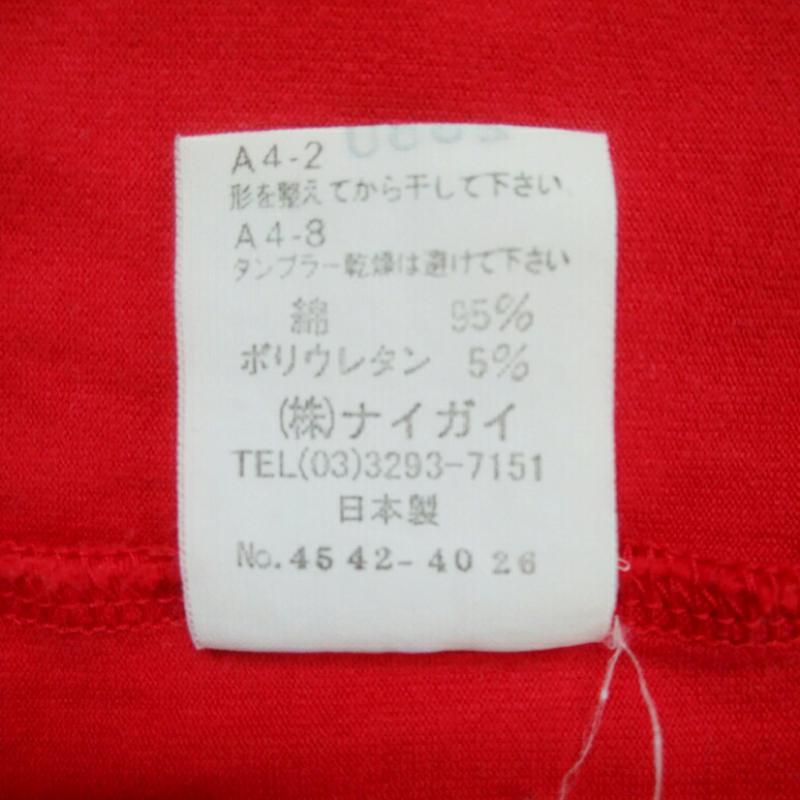 A4-2
形を整えてから干して下さい
A4-8
タンブラー乾燥は避けて下さい
綿 95%
ポリウレタン 5%
(株)ナイガイ
TEL(03)3293-7151
日本製
No.4542-4026